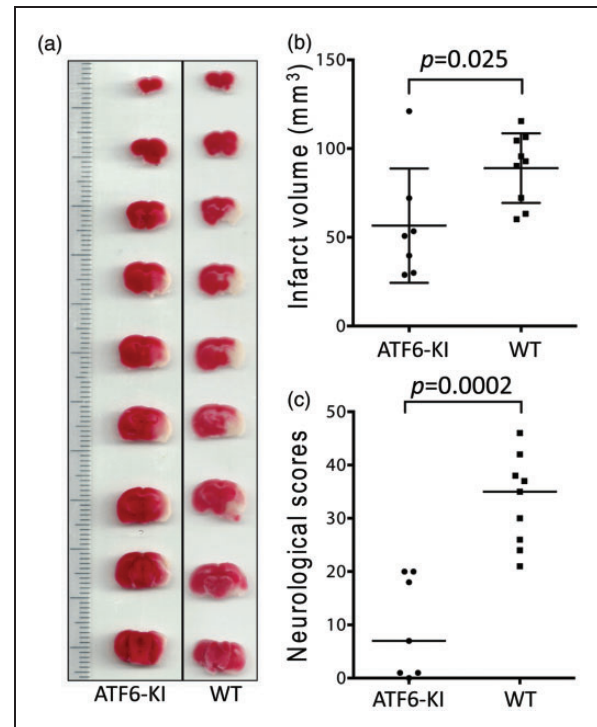 (a)
ATF6-KI WT
(b)
Infarct volume (mm³)
150
100
50
0
p=0.025
ATF6-KI WT
(c)
Neurological scores
50
40
30
20
10
0
p=0.0002
ATF6-KI WT